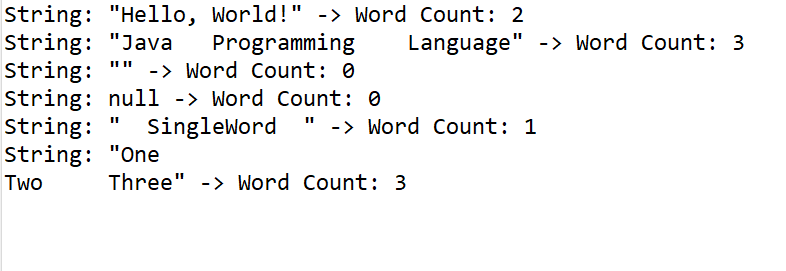 String: "Hello, World!" -> Word Count: 2
String: "Java   Programming    Language" -> Word Count: 3
String: "" -> Word Count: 0
String: null -> Word Count: 0
String: "  SingleWord  " -> Word Count: 1
String: "One
Two     Three" -> Word Count: 3